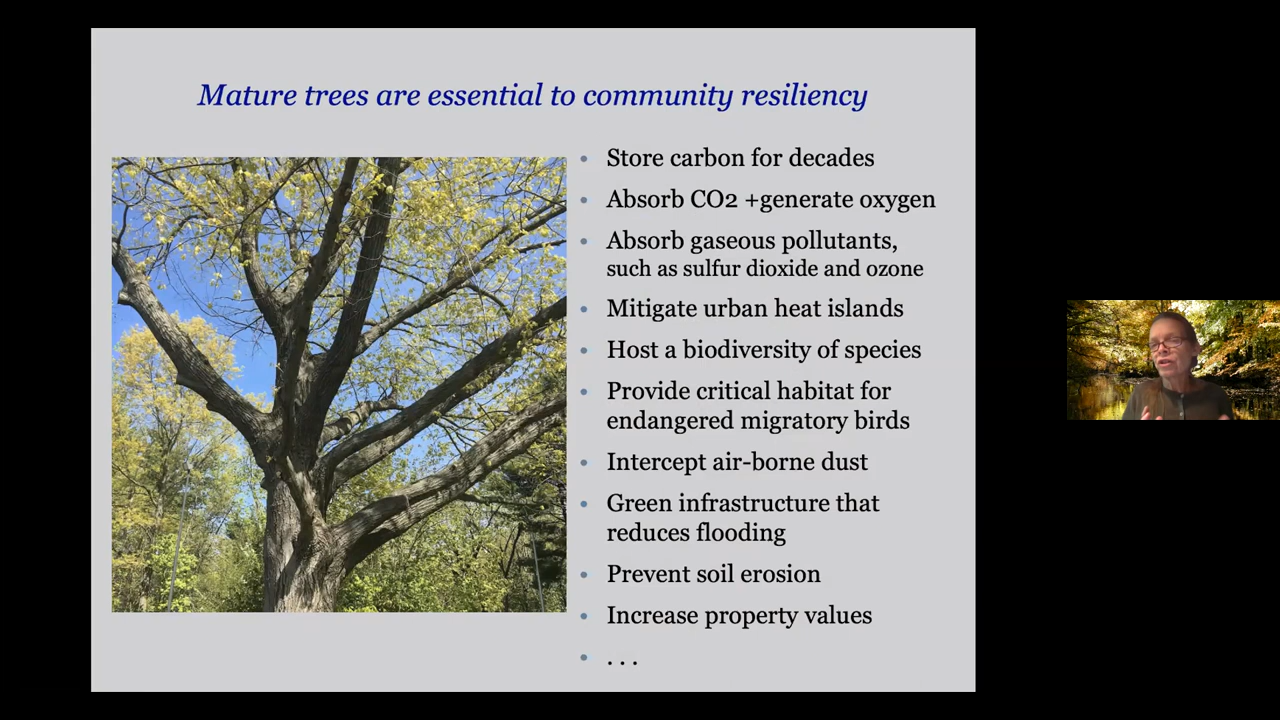 Mature trees are essential to community resiliency
• Store carbon for decades
• Absorb CO2 +generate oxygen
• Absorb gaseous pollutants,
such as sulfur dioxide and ozone
• Mitigate urban heat islands
• Host a biodiversity of species
• Provide critical habitat for
endangered migratory birds
• Intercept air-borne dust
• Green infrastructure that
reduces flooding
• Prevent soil erosion
• Increase property values
• . . .